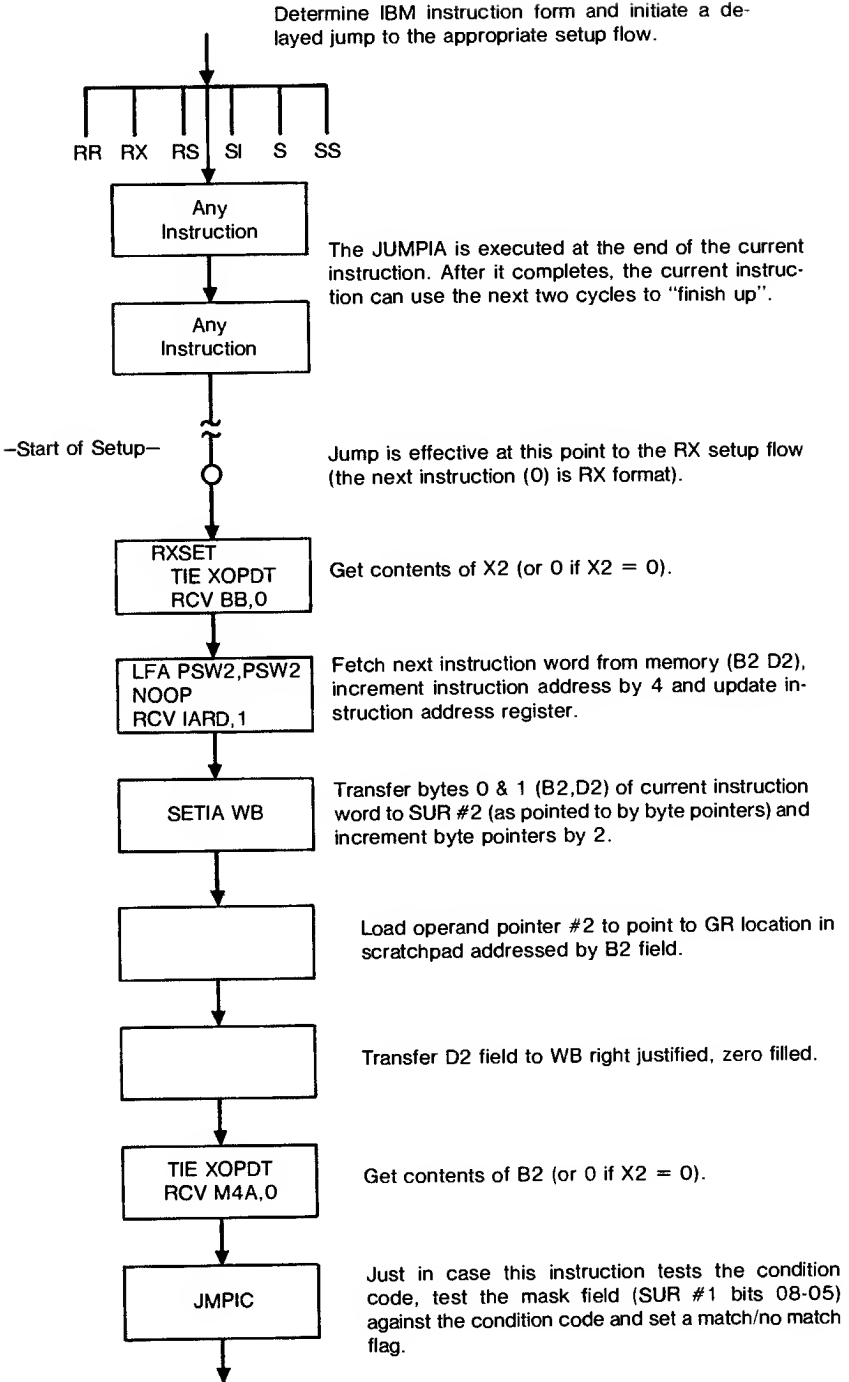 Determine IBM instruction form and initiate a de-
layed jump to the appropriate setup flow.
RR RX RS SI S SS
Any
Instruction
The JUMPIA is executed at the end of the current
instruction. After it completes, the current instruc-
tion can use the next two cycles to "finish up".
Any
Instruction
–Start of Setup–
Jump is effective at this point to the RX setup flow
(the next instruction (0) is RX format).
RXSET
TIE XOPDT
RCV BB,0
Get contents of X2 (or 0 if X2 = 0).
LFA PSW2,PSW2
NOOP
RCV IARD,1
Fetch next instruction word from memory (B2 D2),
increment instruction address by 4 and update in-
struction address register.
SETIA WB
Transfer bytes 0 & 1 (B2,D2) of current instruction
word to SUR #2 (as pointed to by byte pointers) and
increment byte pointers by 2.
Load operand pointer #2 to point to GR location in
scratchpad addressed by B2 field.
Transfer D2 field to WB right justified, zero filled.
TIE XOPDT
RCV M4A,0
Get contents of B2 (or 0 if X2 = 0).
JMPIC
Just in case this instruction tests the condition
code, test the mask field (SUR #1 bits 08-05)
against the condition code and set a match/no match
flag.